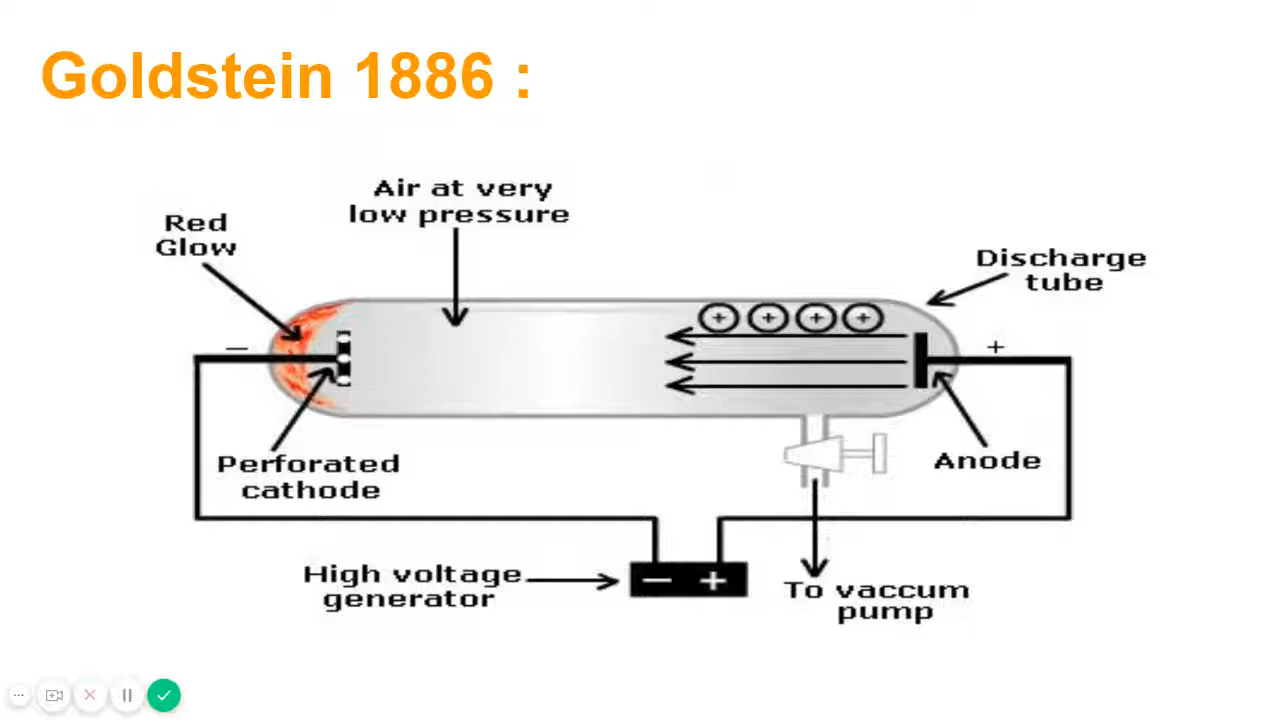 Goldstein 1886 :
Air at very
low pressure
Red
Glow
Discharge
tube
+ + + +
−
+
Perforated
cathode
Anode
High voltage
generator
− +
To vaccum
pump